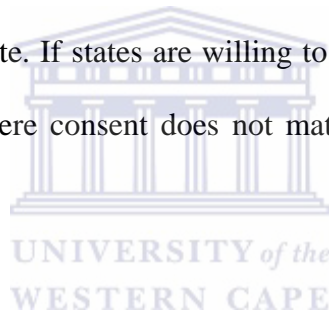 te. If states are willing to
ere consent does not mat
UNIVERSITY of the
WESTERN CAPE